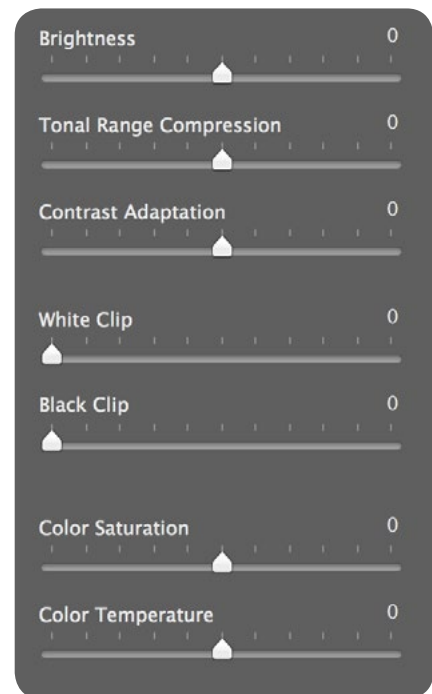 Brightness 0
Tonal Range Compression 0
Contrast Adaptation 0
White Clip 0
Black Clip 0
Color Saturation 0
Color Temperature 0